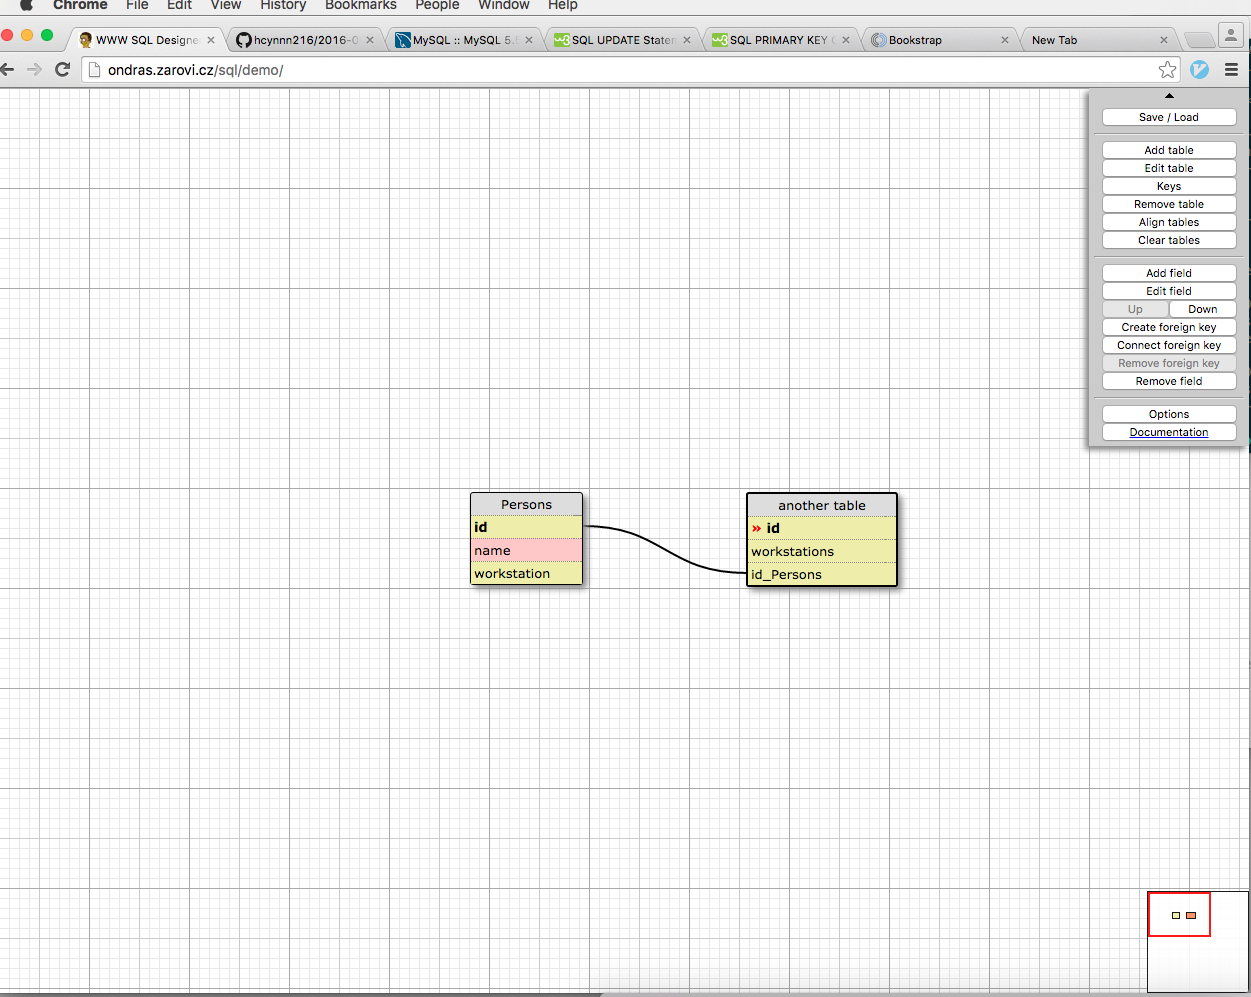 Chrome File Edit View History Bookmarks People Window Help
WWW SQL Designe hcynnn216/2016-0 MySQL :: MySQL 5. SQL UPDATE Staten SQL PRIMARY KEY Bookstrap New Tab
ondras.zarovi.cz/sql/demo/
Save / Load
Add table
Edit table
Keys
Remove table
Align tables
Clear tables
Add field
Edit field
Up Down
Create foreign key
Connect foreign key
Remove foreign key
Remove field
Options
Documentation
Persons
id
name
workstation
another table
» id
workstations
id_Persons